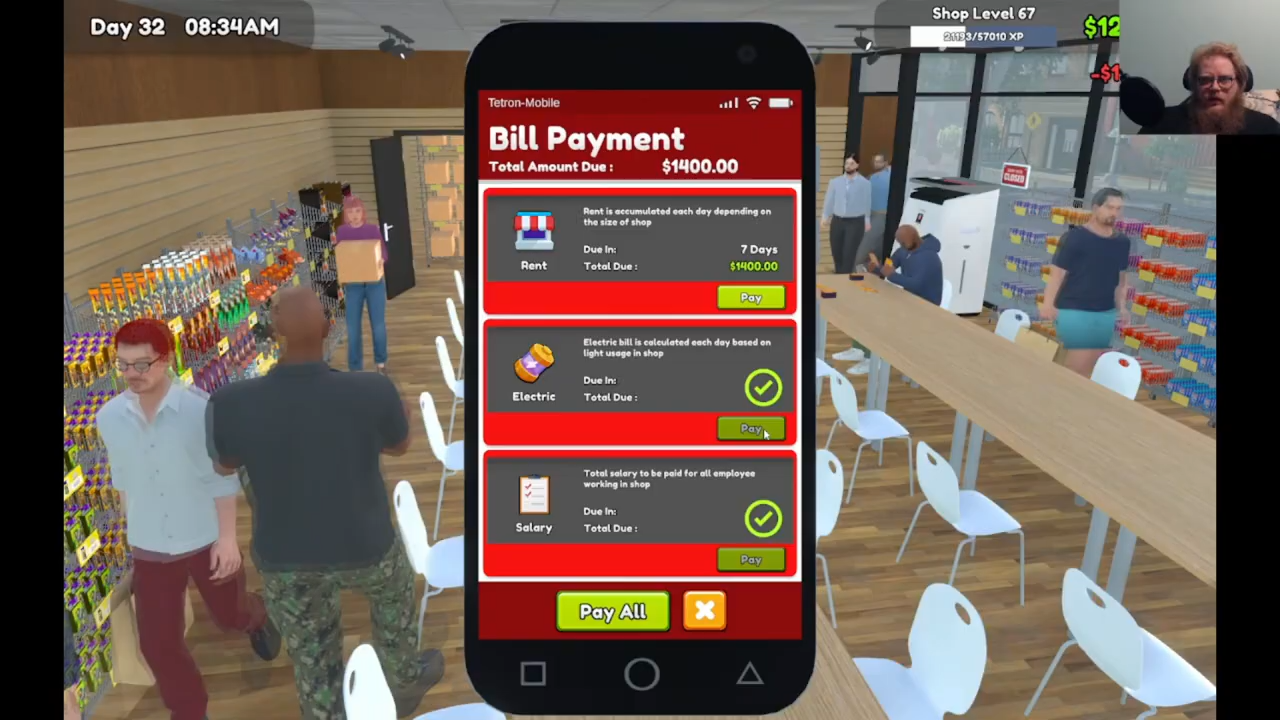 Day 32 08:34AM
Shop Level 67
$12
-$1
Tetron-Mobile
Bill Payment
Total Amount Due : $1400.00
Rent is accumulated each day depending on
the size of shop
Due In: 7 Days
Total Due : $1400.00
Rent
Pay
Electric bill is calculated each day based on
light usage in shop
Due In:
Total Due :
Electric
Pay
Total salary to be paid for all employee
working in shop
Due In:
Total Due :
Salary
Pay
Pay All
CLOSED